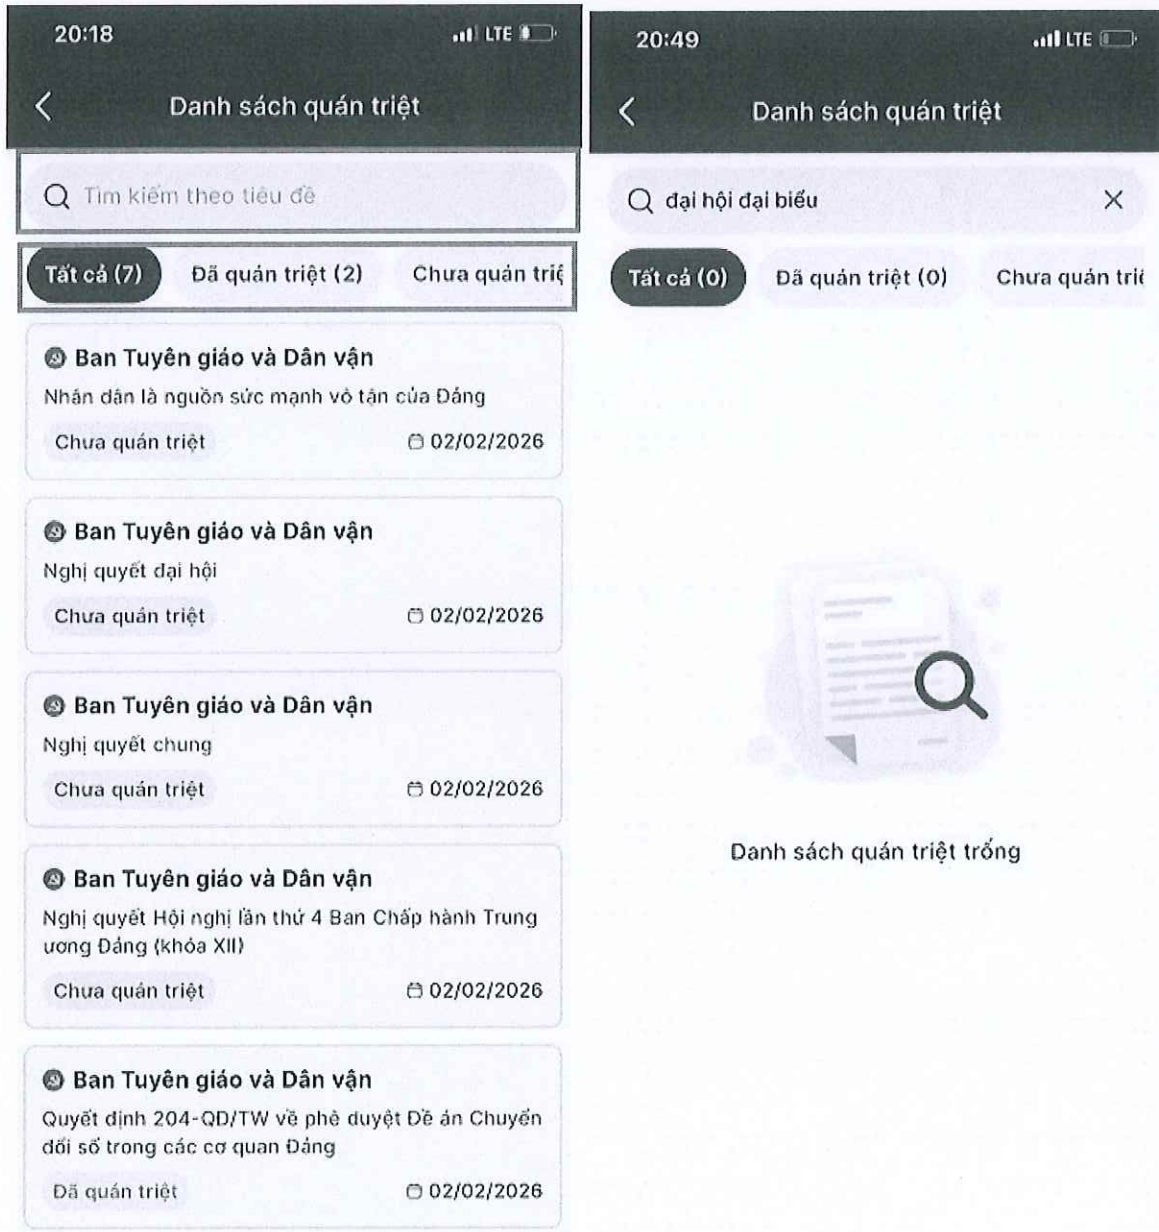 20:18
LTE
Danh sách quán triệt
Tìm kiếm theo tiêu đề
Tất cả (7)
Đã quán triệt (2)
Chưa quán triệ
Ban Tuyên giáo và Dân vận
Nhân dân là nguồn sức mạnh vô tận của Đảng
Chưa quán triệt
02/02/2026
Ban Tuyên giáo và Dân vận
Nghị quyết đại hội
Chưa quán triệt
02/02/2026
Ban Tuyên giáo và Dân vận
Nghị quyết chung
Chưa quán triệt
02/02/2026
Ban Tuyên giáo và Dân vận
Nghị quyết Hội nghị lần thứ 4 Ban Chấp hành Trung
ương Đảng (khóa XII)
Chưa quán triệt
02/02/2026
Ban Tuyên giáo và Dân vận
Quyết định 204-QD/TW về phê duyệt Đề án Chuyển
đổi số trong các cơ quan Đảng
Đã quán triệt
02/02/2026
20:49
LTE
Danh sách quán triệt
đại hội đại biểu
Tất cả (0)
Đã quán triệt (0)
Chưa quán triệ
Danh sách quán triệt trống